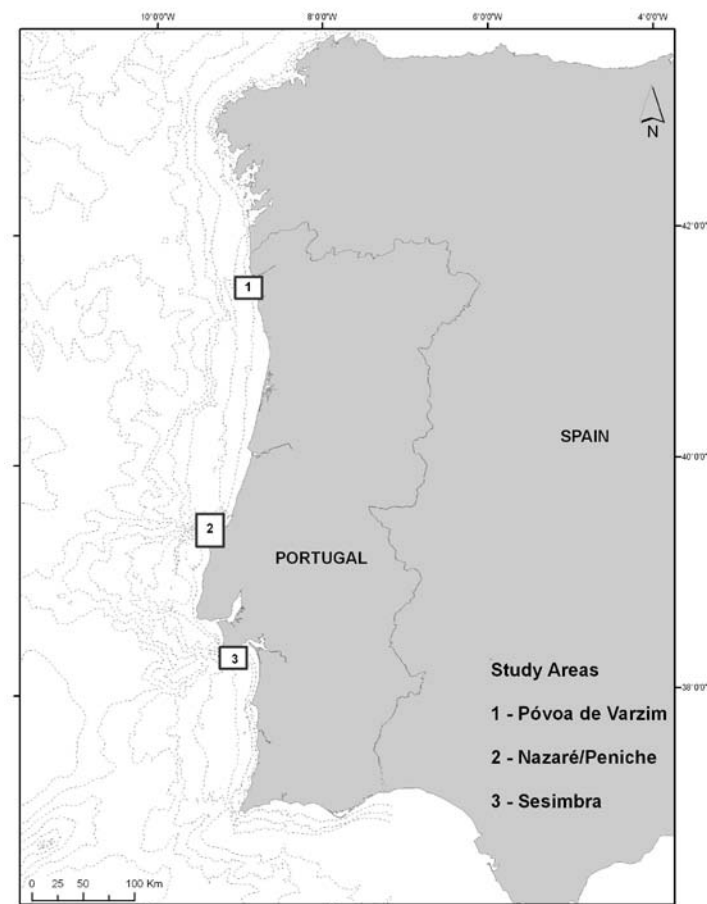 10°0'0"W 8°0'0"W 6°0'0"W 4°0'0"W
N
42°0'0"
1
SPAIN
40°0'0"
2
PORTUGAL
3
Study Areas
38°0'0"
1 - Póvoa de Varzim
2 - Nazaré/Peniche
3 - Sesimbra
0 25 50 100 Km